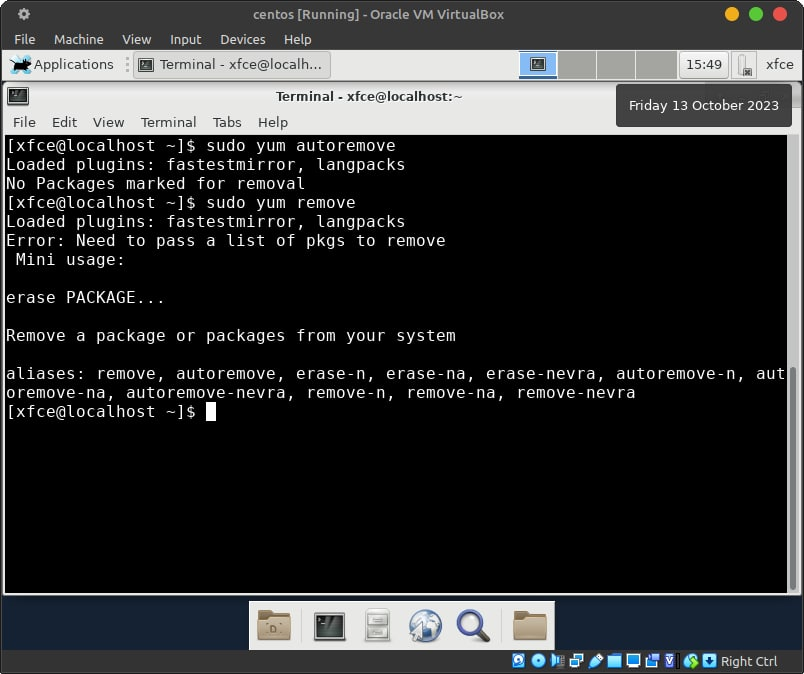 centos [Running] - Oracle VM VirtualBox
File Machine View Input Devices Help
Applications Terminal - xfce@localh... 15:49 xfce
Terminal - xfce@localhost:~
Friday 13 October 2023
File Edit View Terminal Tabs Help
[xfce@localhost ~]$ sudo yum autoremove
Loaded plugins: fastestmirror, langpacks
No Packages marked for removal
[xfce@localhost ~]$ sudo yum remove
Loaded plugins: fastestmirror, langpacks
Error: Need to pass a list of pkgs to remove
 Mini usage:
erase PACKAGE...
Remove a package or packages from your system
aliases: remove, autoremove, erase-n, erase-na, erase-nevra, autoremove-n, aut
oremove-na, autoremove-nevra, remove-n, remove-na, remove-nevra
[xfce@localhost ~]$
Right Ctrl